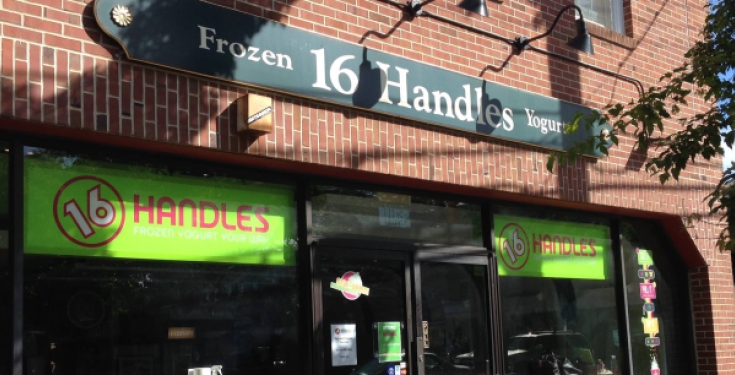 Frozen 16 Handles Yogurt
16 HANDLES
FROZEN YOGURT YOUR WAY
16 HANDLES